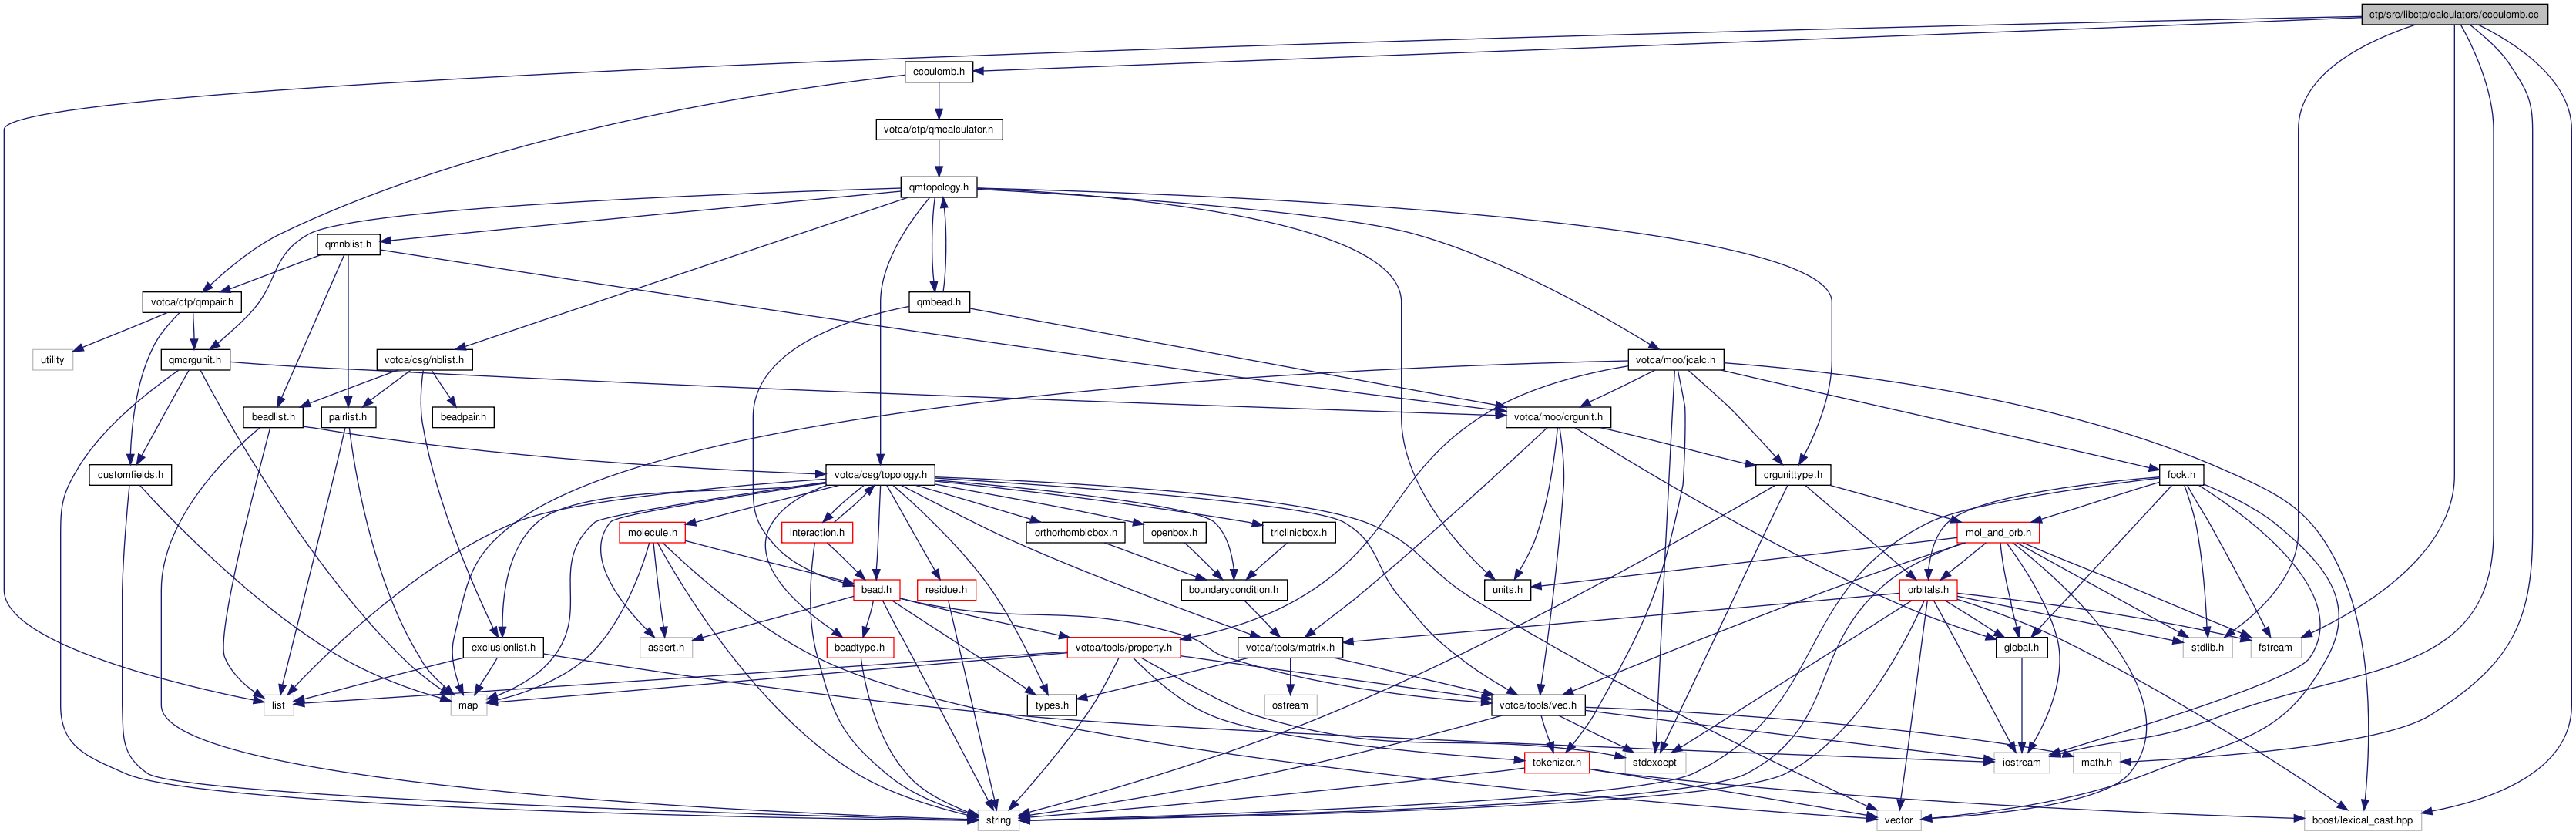 ctp/src/libctp/calculators/ecoulomb.cc
ecoulomb.h
votca/ctp/qmcalculator.h
qmtopology.h
qmnblist.h
votca/ctp/qmpair.h
qmbead.h
utility
qmcrgunit.h
votca/csg/nblist.h
votca/moo/jcalc.h
beadlist.h
pairlist.h
beadpair.h
votca/moo/crgunit.h
customfields.h
votca/csg/topology.h
crgunittype.h
fock.h
molecule.h
interaction.h
orthorhombicbox.h
openbox.h
triclinicbox.h
mol_and_orb.h
bead.h
residue.h
boundarycondition.h
units.h
orbitals.h
exclusionlist.h
assert.h
beadtype.h
votca/tools/property.h
votca/tools/matrix.h
global.h
stdlib.h
fstream
list
map
types.h
ostream
votca/tools/vec.h
tokenizer.h
stdexcept
iostream
math.h
string
vector
boost/lexical_cast.hpp